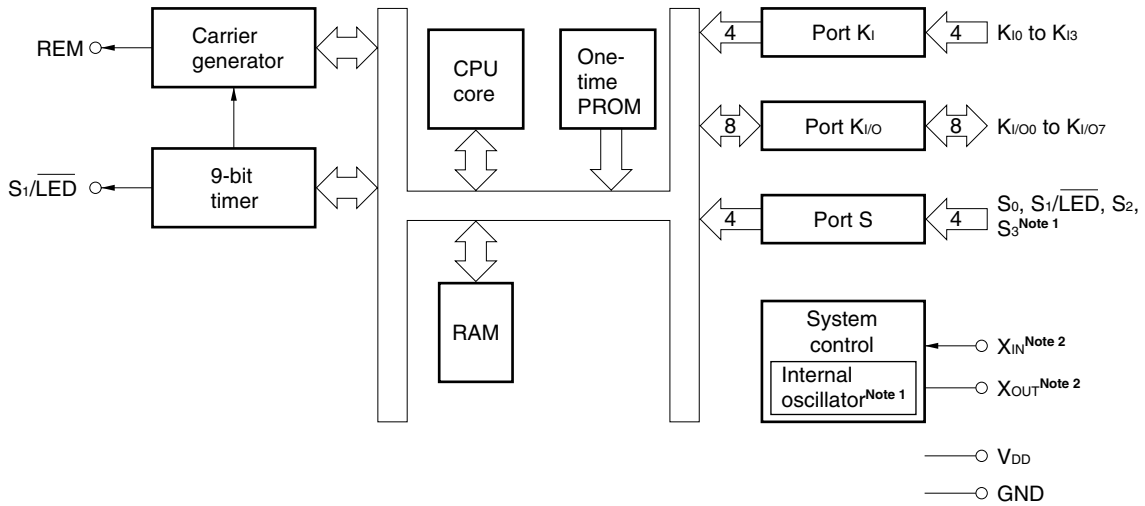 REM
Carrier
generator
S1/LED
9-bit
timer
CPU
core
One-
time
PROM
RAM
4
Port KI
4
KI0 to KI3
8
Port KI/O
8
KI/O0 to KI/O7
4
Port S
4
S0, S1/LED, S2,
S3Note 1
System
control
Internal
oscillatorNote 1
XINNote 2
XOUTNote 2
VDD
GND